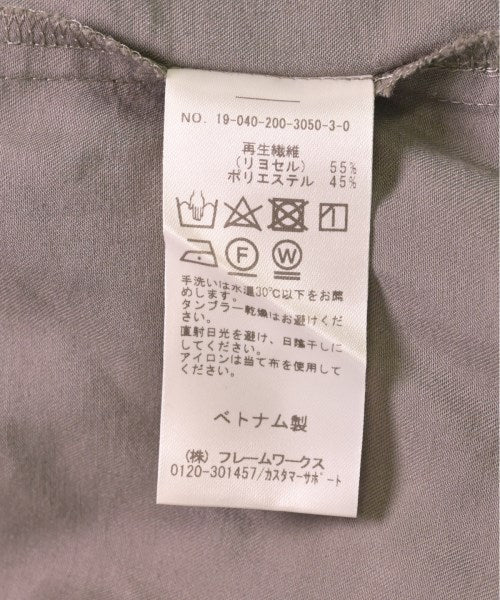 NO. 19-040-200-3050-3-0
再生繊維
(リヨセル) 55%
ポリエステル 45%
F W
手洗いは水温30℃以下をお薦
めします。
タンブラー乾燥はお避けくだ
さい。
直射日光を避け、日陰干しに
してください。
アイロンは当て布を使用して
ください。
ベトナム製
(株) フレームワークス
0120-301457/カスタマーサポート